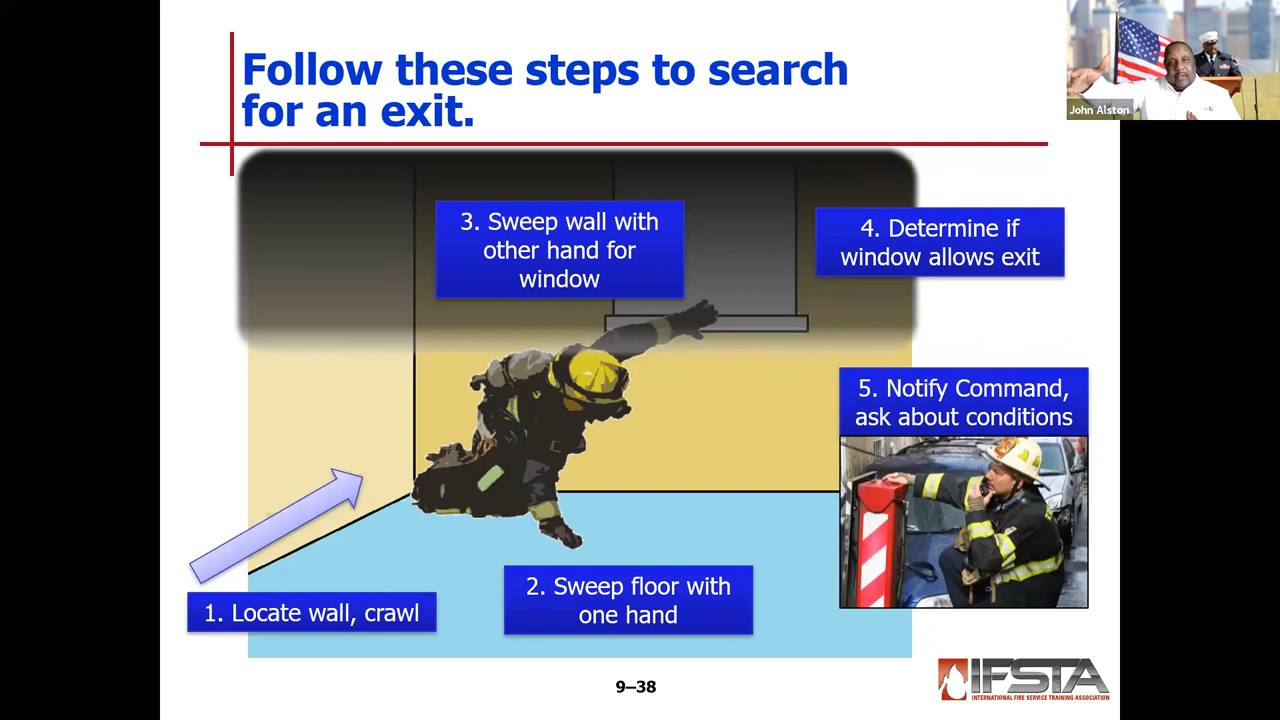 Follow these steps to search
for an exit.
John Alston
3. Sweep wall with
other hand for
window
4. Determine if
window allows exit
5. Notify Command,
ask about conditions
1. Locate wall, crawl
2. Sweep floor with
one hand
9–38
IFSTA
INTERNATIONAL FIRE SERVICE TRAINING ASSOCIATION